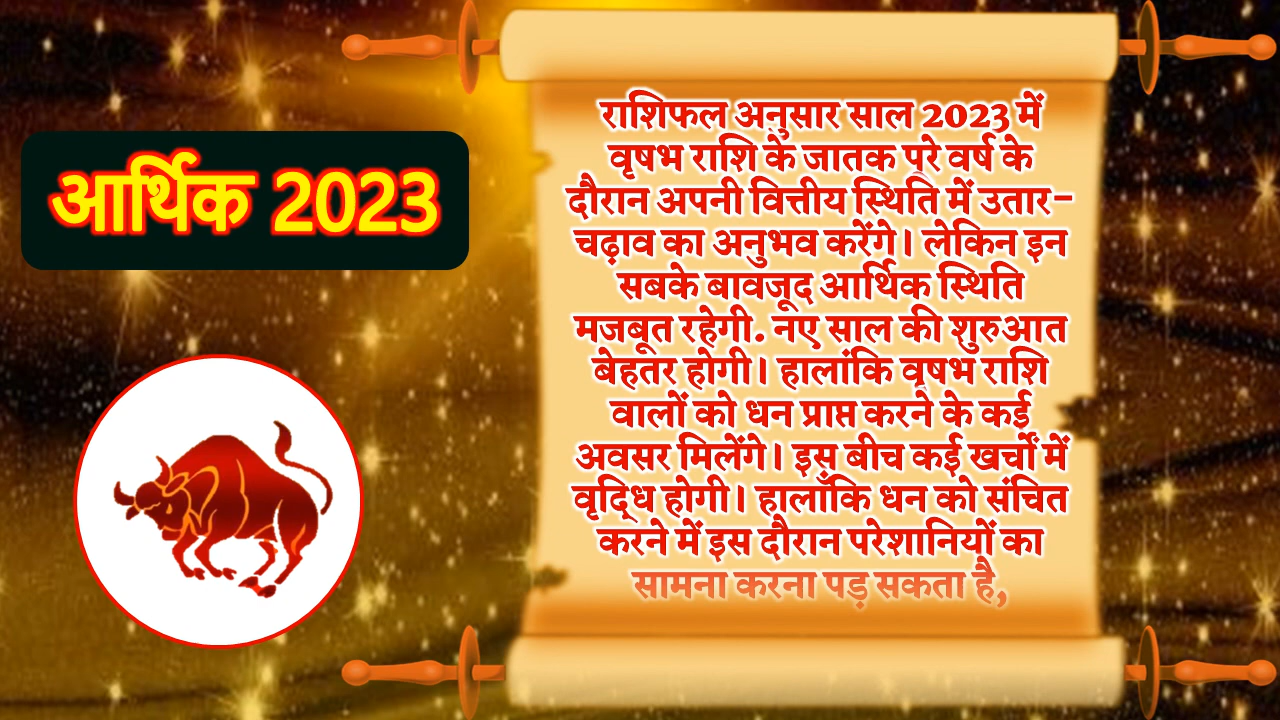 आर्थिक 2023
राशिफल अनुसार साल 2023 में
वृषभ राशि के जातक पूरे वर्ष के
दौरान अपनी वित्तीय स्थिति में उतार-
चढ़ाव का अनुभव करेंगे। लेकिन इन
सबके बावजूद आर्थिक स्थिति
मजबूत रहेगी. नए साल की शुरुआत
बेहतर होगी। हालांकि वृषभ राशि
वालों को धन प्राप्त करने के कई
अवसर मिलेंगे। इस बीच कई खर्चों में
वृद्धि होगी। हालाँकि धन को संचित
करने में इस दौरान परेशानियों का
सामना करना पड़ सकता है,